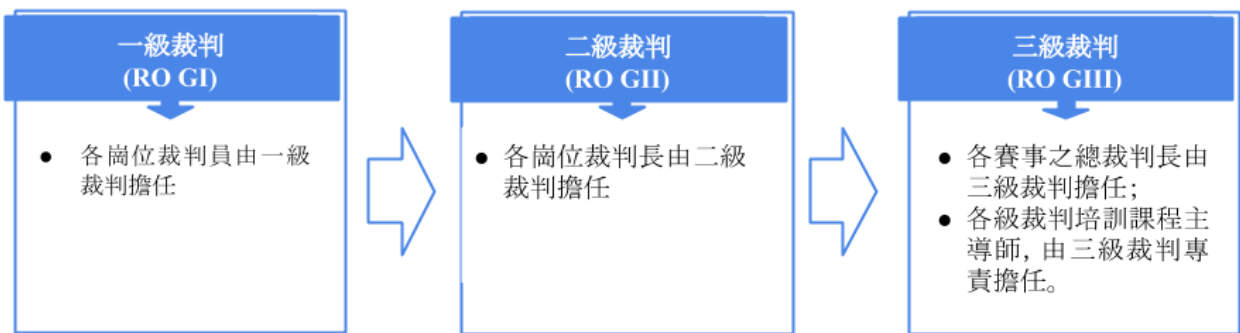 一級裁判
(RO GI)
● 各崗位裁判員由一級
裁判擔任
二級裁判
(RO GII)
● 各崗位裁判長由二級
裁判擔任
三級裁判
(RO GIII)
● 各賽事之總裁判長由
三級裁判擔任；
● 各級裁判培訓課程主
導師，由三級裁判專
責擔任。